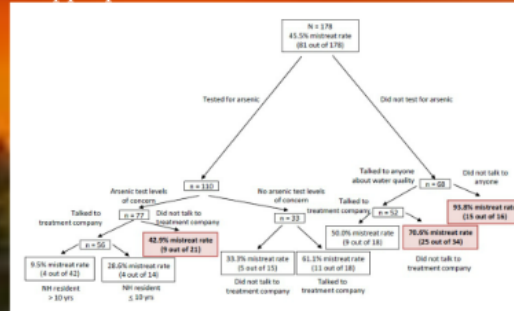 N = 178
45.5% mistreat rate
(81 out of 178)
Tested for arsenic
Did not test for arsenic
n = 110
Talked to anyone
about water quality
n = 68
Did not talk to
anyone
Arsenic test levels
of concern
No arsenic test levels
of concern
Talked to
treatment company
n = 77
Did not talk to
treatment company
n = 33
Talked to
treatment company
n = 52
93.8% mistreat rate
(15 out of 16)
n = 56
42.9% mistreat rate
(9 out of 21)
50.0% mistreat rate
(9 out of 18)
70.6% mistreat rate
(25 out of 34)
9.5% mistreat rate
(4 out of 42)
28.6% mistreat rate
(4 out of 14)
33.3% mistreat rate
(5 out of 15)
61.1% mistreat rate
(11 out of 18)
Did not talk to
treatment company
NH resident
> 10 yrs
NH resident
≤ 10 yrs
Did not talk to
treatment company
Talked to
treatment company